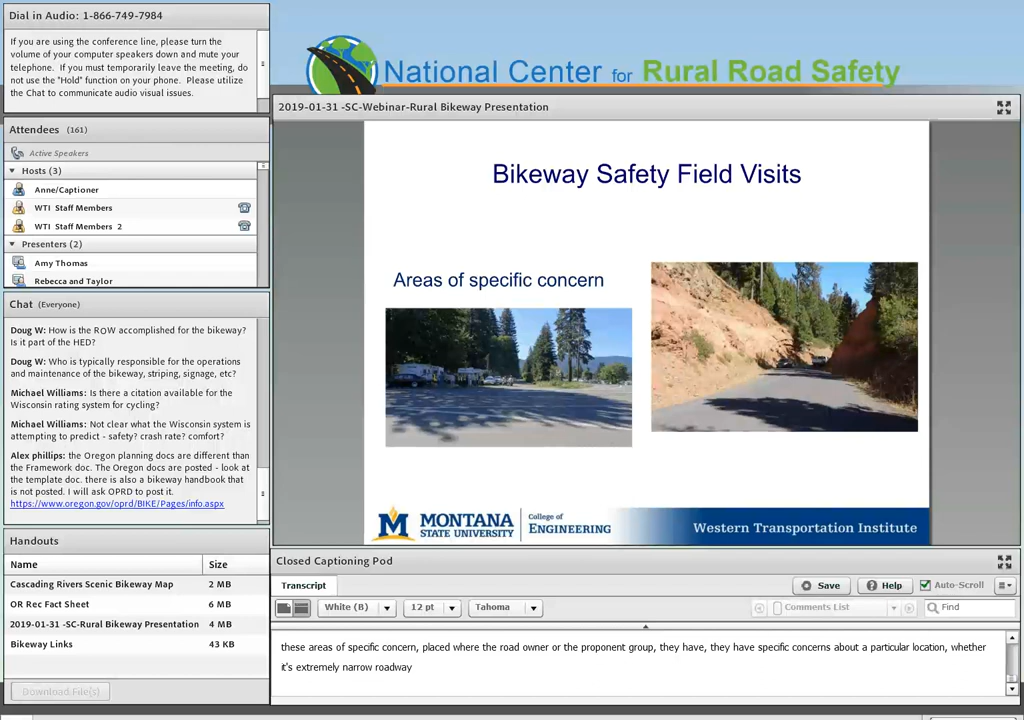 Dial in Audio: 1-866-749-7984
If you are using the conference line, please turn the
volume of your computer speakers down and mute your
telephone. If you must temporarily leave the meeting, do
not use the "Hold" function on your phone. Please utilize
the Chat to communicate audio visual issues.
Attendees (161)
Active Speakers
Hosts (3)
Anne/Captioner
WTI Staff Members
WTI Staff Members 2
Presenters (2)
Amy Thomas
Rebecca and Taylor
Chat (Everyone)
Doug W: How is the ROW accomplished for the bikeway?
Is it part of the HED?
Doug W: Who is typically responsible for the operations
and maintenance of the bikeway, striping, signage, etc?
Michael Williams: Is there a citation available for the
Wisconsin rating system for cycling?
Michael Williams: Not clear what the Wisconsin system is
attempting to predict - safety? crash rate? comfort?
Alex phillips: the Oregon planning docs are different than
the Framework doc. The Oregon docs are posted - look at
the template doc. there is also a bikeway handbook that
is not posted. I will ask OPRD to post it.
https://www.oregon.gov/oprd/BIKE/Pages/info.aspx
Handouts
Name Size
Cascading Rivers Scenic Bikeway Map 2 MB
OR Rec Fact Sheet 6 MB
2019-01-31 -SC-Rural Bikeway Presentation 4 MB
Bikeway Links 43 KB
Download File(s)
National Center for Rural Road Safety
2019-01-31 -SC-Webinar-Rural Bikeway Presentation
Bikeway Safety Field Visits
Areas of specific concern
M MONTANA
STATE UNIVERSITY
College of
ENGINEERING
Western Transportation Institute
Closed Captioning Pod
Transcript Save Help Auto-Scroll
White (B) 12 pt Tahoma Comments List Find
these areas of specific concern, placed where the road owner or the proponent group, they have, they have specific concerns about a particular location, whether
it's extremely narrow roadway